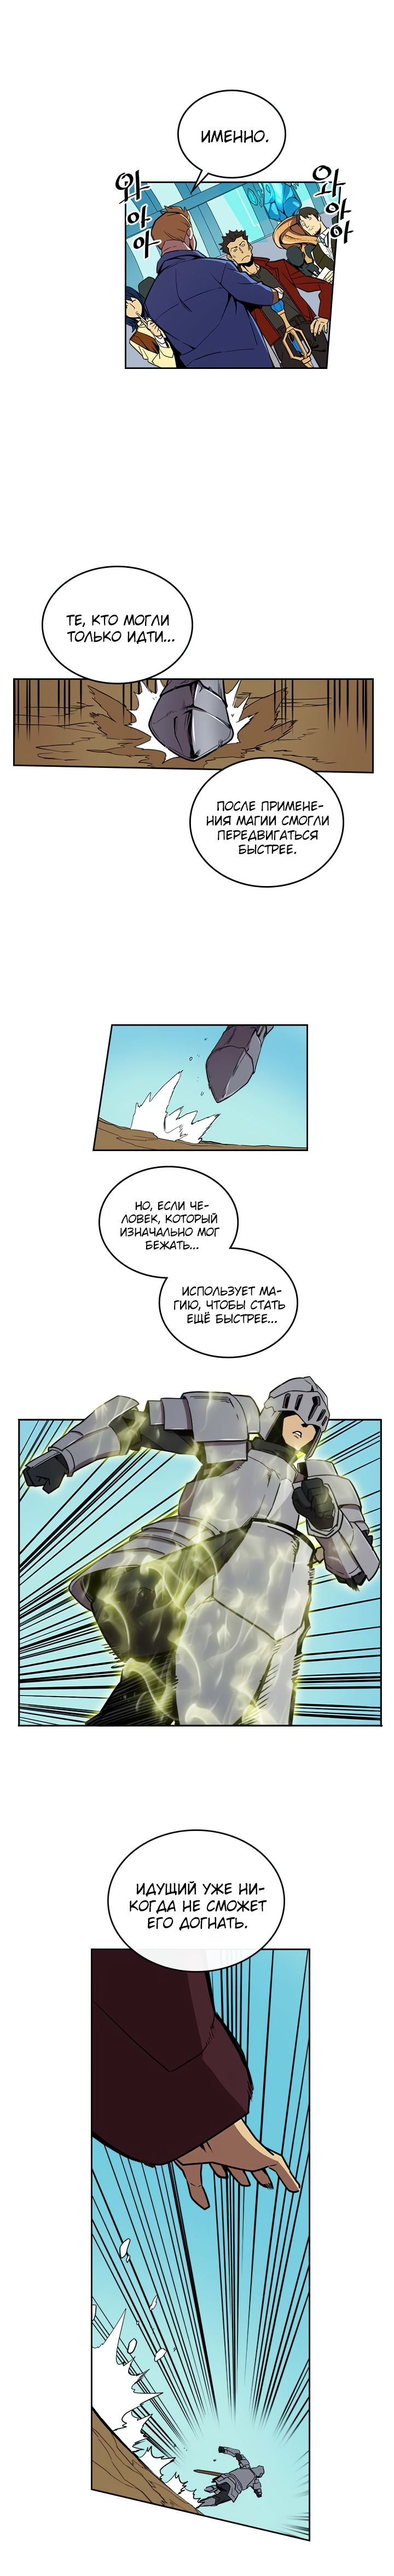 ИМЕННО.
와
아
아
와
아
아
ТЕ, КТО МОГЛИ
ТОЛЬКО ИДТИ...
ПОСЛЕ ПРИМЕНЕ-
НИЯ МАГИИ СМОГЛИ
ПЕРЕДВИГАТЬСЯ
БЫСТРЕЕ.
НО, ЕСЛИ ЧЕ-
ЛОВЕК, КОТОРЫЙ
ИЗНАЧАЛЬНО МОГ
БЕЖАТЬ...
ИСПОЛЬЗУЕТ МА-
ГИЮ, ЧТОБЫ СТАТЬ
ЕЩЁ БЫСТРЕЕ...
ИДУЩИЙ УЖЕ НИ-
КОГДА НЕ СМОЖЕТ
ЕГО ДОГНАТЬ.